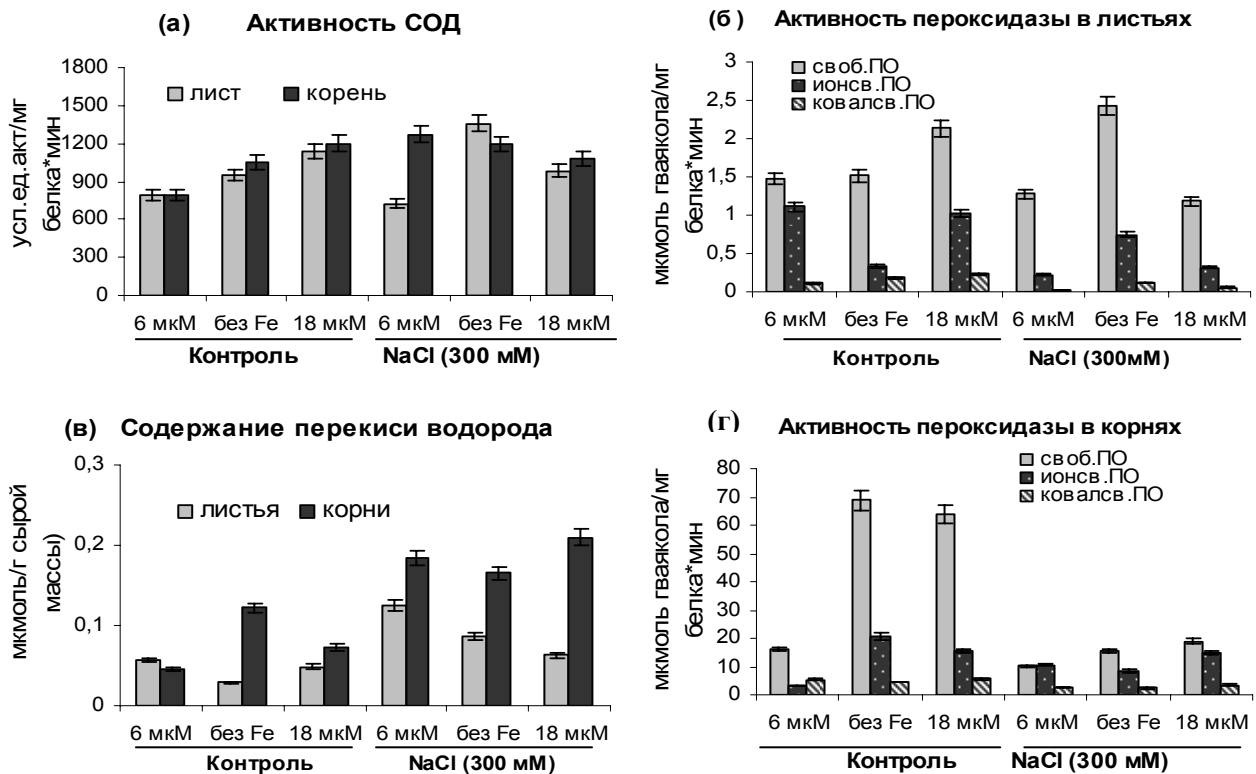 (а) Активность СОД
усл.ед.акт/мг
белка*мин
1800
1500
1200
900
600
300
0
лист
корень
6 мкМ без Fe 18 мкМ 6 мкМ без Fe 18 мкМ
Контроль NaCl (300 мМ)
(б) Активность пероксидазы в листьях
мкмоль гваякола/мг
белка*мин
3
2,5
2
1,5
1
0,5
0
своб.ПО
ионсв.ПО
ковалсв.ПО
6 мкМ без Fe 18 мкМ 6 мкМ без Fe 18 мкМ
Контроль NaCl (300мМ)
(в) Содержание перекиси водорода
мкмоль/г сырой
массы)
0,3
0,2
0,1
0
листья
корни
6 мкМ без Fe 18 мкМ 6 мкМ без Fe 18 мкМ
Контроль NaCl (300 мМ)
(г) Активность пероксидазы в корнях
мкмоль гваякола/мг
белка*мин
80
70
60
50
40
30
20
10
0
своб.ПО
ионсв.ПО
ковалсв.ПО
6 мкМ без Fe 18 мкМ 6 мкМ без Fe 18 мкМ
Контроль NaCl (300 мМ)